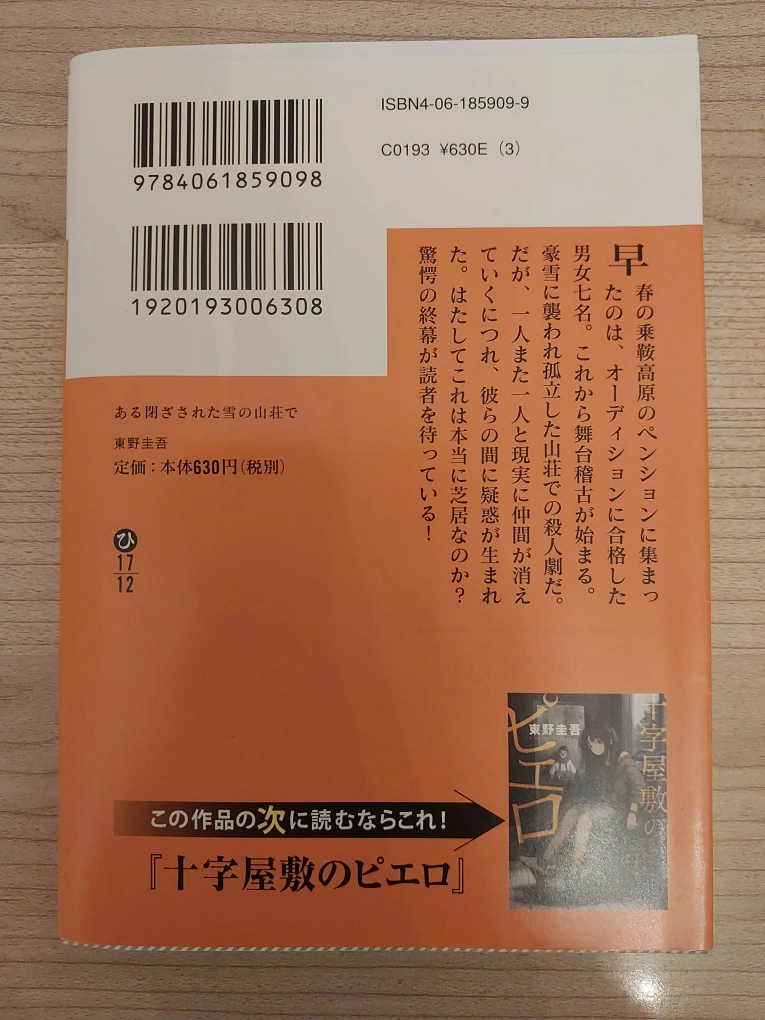 ISBN4-06-185909-9
C0193 ¥630E (3)
9784061859098
1920193006308
早春の乗鞍高原のペンションに集まっ
たのは、オーディションに合格した
男女七名。これから舞台稽古が始まる。
豪雪に襲われ孤立した山荘での殺人劇だ。
だが、一人また一人と現実に仲間が消え
ていくにつれ、彼らの間に疑惑が生まれ
た。はたしてこれは本当に芝居なのか?
驚愕の終幕が読者を待っている!
ある閉ざされた雪の山荘で
東野圭吾
定価:本体630円(税別)
ひ
17
12
十字屋敷の
ピエロ
東野圭吾
この作品の次に読むならこれ!
『十字屋敷のピエロ』